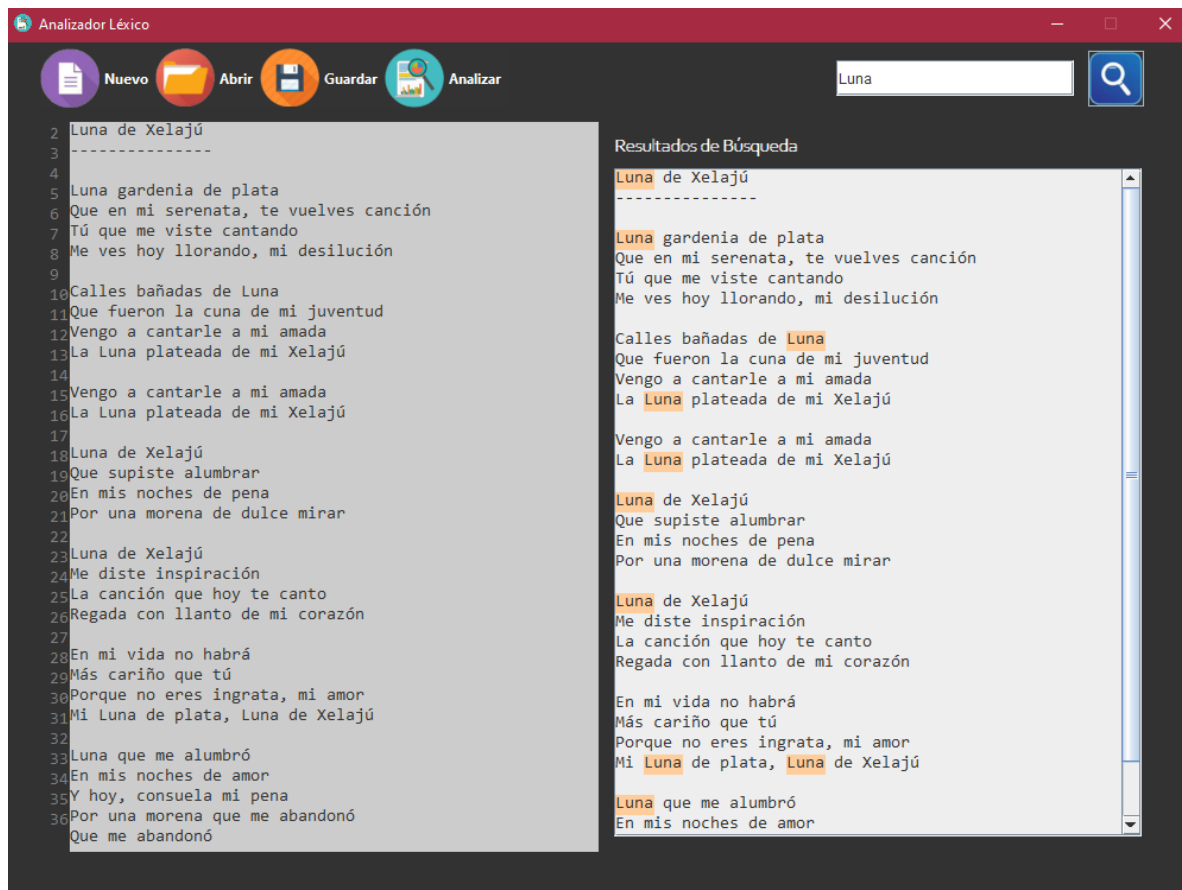 Analizador Léxico
Nuevo Abrir Guardar Analizar
Luna
2 Luna de Xelajú
3 ---------------
4
5 Luna gardenia de plata
6 Que en mi serenata, te vuelves canción
7 Tú que me viste cantando
8 Me ves hoy llorando, mi desilución
9
10 Calles bañadas de Luna
11 Que fueron la cuna de mi juventud
12 Vengo a cantarle a mi amada
13 La Luna plateada de mi Xelajú
14
15 Vengo a cantarle a mi amada
16 La Luna plateada de mi Xelajú
17
18 Luna de Xelajú
19 Que supiste alumbrar
20 En mis noches de pena
21 Por una morena de dulce mirar
22
23 Luna de Xelajú
24 Me diste inspiración
25 La canción que hoy te canto
26 Regada con llanto de mi corazón
27
28 En mi vida no habrá
29 Más cariño que tú
30 Porque no eres ingrata, mi amor
31 Mi Luna de plata, Luna de Xelajú
32
33 Luna que me alumbró
34 En mis noches de amor
35 Y hoy, consuela mi pena
36 Por una morena que me abandonó
Que me abandonó
Resultados de Búsqueda
Luna de Xelajú
---------------
Luna gardenia de plata
Que en mi serenata, te vuelves canción
Tú que me viste cantando
Me ves hoy llorando, mi desilución
Calles bañadas de Luna
Que fueron la cuna de mi juventud
Vengo a cantarle a mi amada
La Luna plateada de mi Xelajú
Vengo a cantarle a mi amada
La Luna plateada de mi Xelajú
Luna de Xelajú
Que supiste alumbrar
En mis noches de pena
Por una morena de dulce mirar
Luna de Xelajú
Me diste inspiración
La canción que hoy te canto
Regada con llanto de mi corazón
En mi vida no habrá
Más cariño que tú
Porque no eres ingrata, mi amor
Mi Luna de plata, Luna de Xelajú
Luna que me alumbró
En mis noches de amor